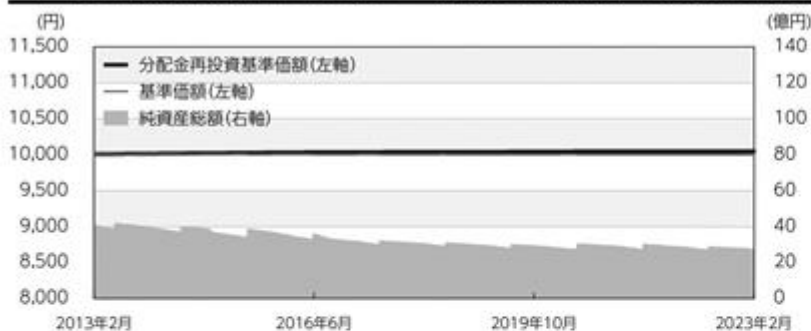 (円)
(億円)
11,500
140
11,000
120
10,500
100
10,000
80
9,500
60
9,000
40
8,500
20
8,000
0
分配金再投資基準価額(左軸)
基準価額(左軸)
純資産総額(右軸)
2013年2月
2016年6月
2019年10月
2023年2月